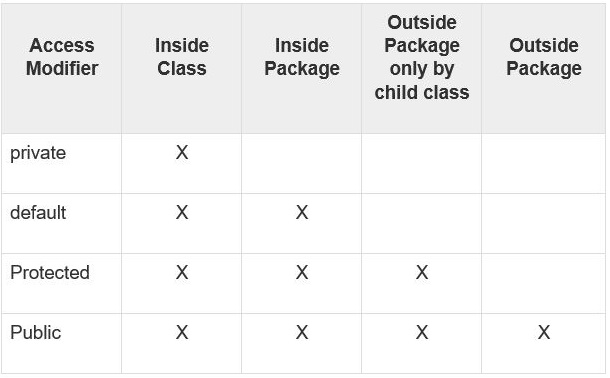 Access Modifier
Inside Class
Inside Package
Outside Package only by child class
Outside Package
private X
default X X
Protected X X X
Public X X X X